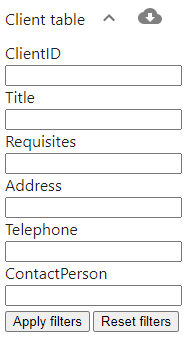 Client table
ClientID
Title
Requisites
Address
Telephone
ContactPerson
Apply filters Reset filters